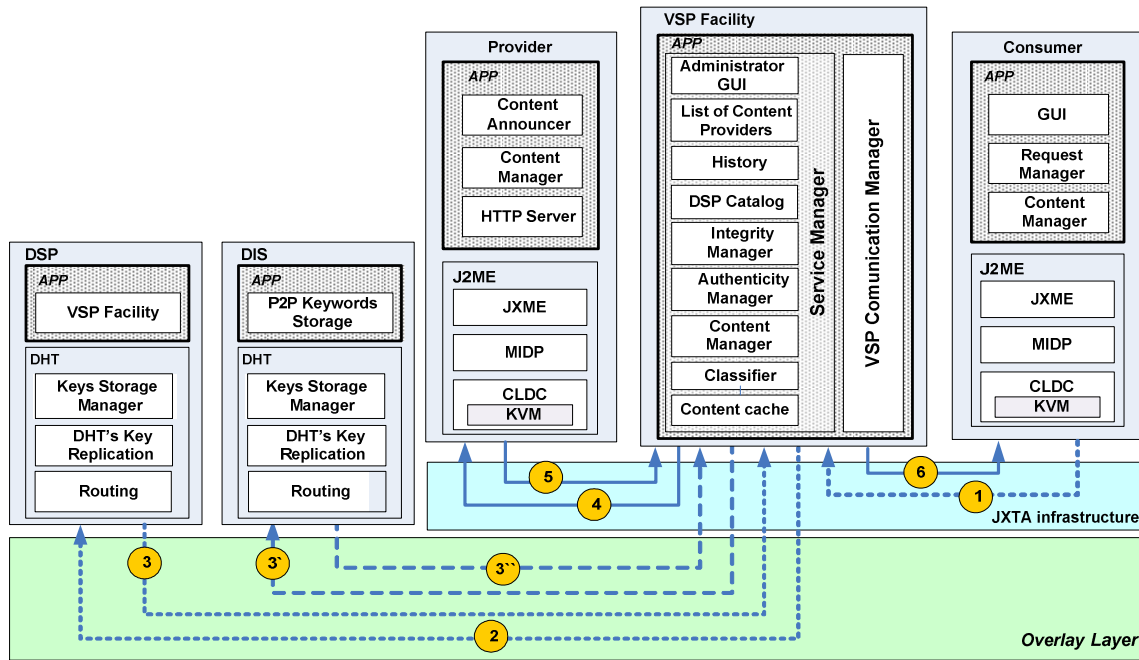 VSP Facility
APP
Administrator
GUI
List of Content
Providers
History
DSP Catalog
Integrity
Manager
Authenticity
Manager
Content
Manager
Classifier
Content cache
Service Manager
VSP Comunication Manager
Provider
APP
Content
Announcer
Content
Manager
HTTP Server
J2ME
JXME
MIDP
CLDC
KVM
Consumer
APP
GUI
Request
Manager
Content
Manager
J2ME
JXME
MIDP
CLDC
KVM
DSP
APP
VSP Facility
DHT
Keys Storage
Manager
DHT's Key
Replication
Routing
DIS
APP
P2P Keywords
Storage
DHT
Keys Storage
Manager
DHT's Key
Replication
Routing
5
4
6
1
JXTA infrastructure
3
3`
3``
2
Overlay Layer